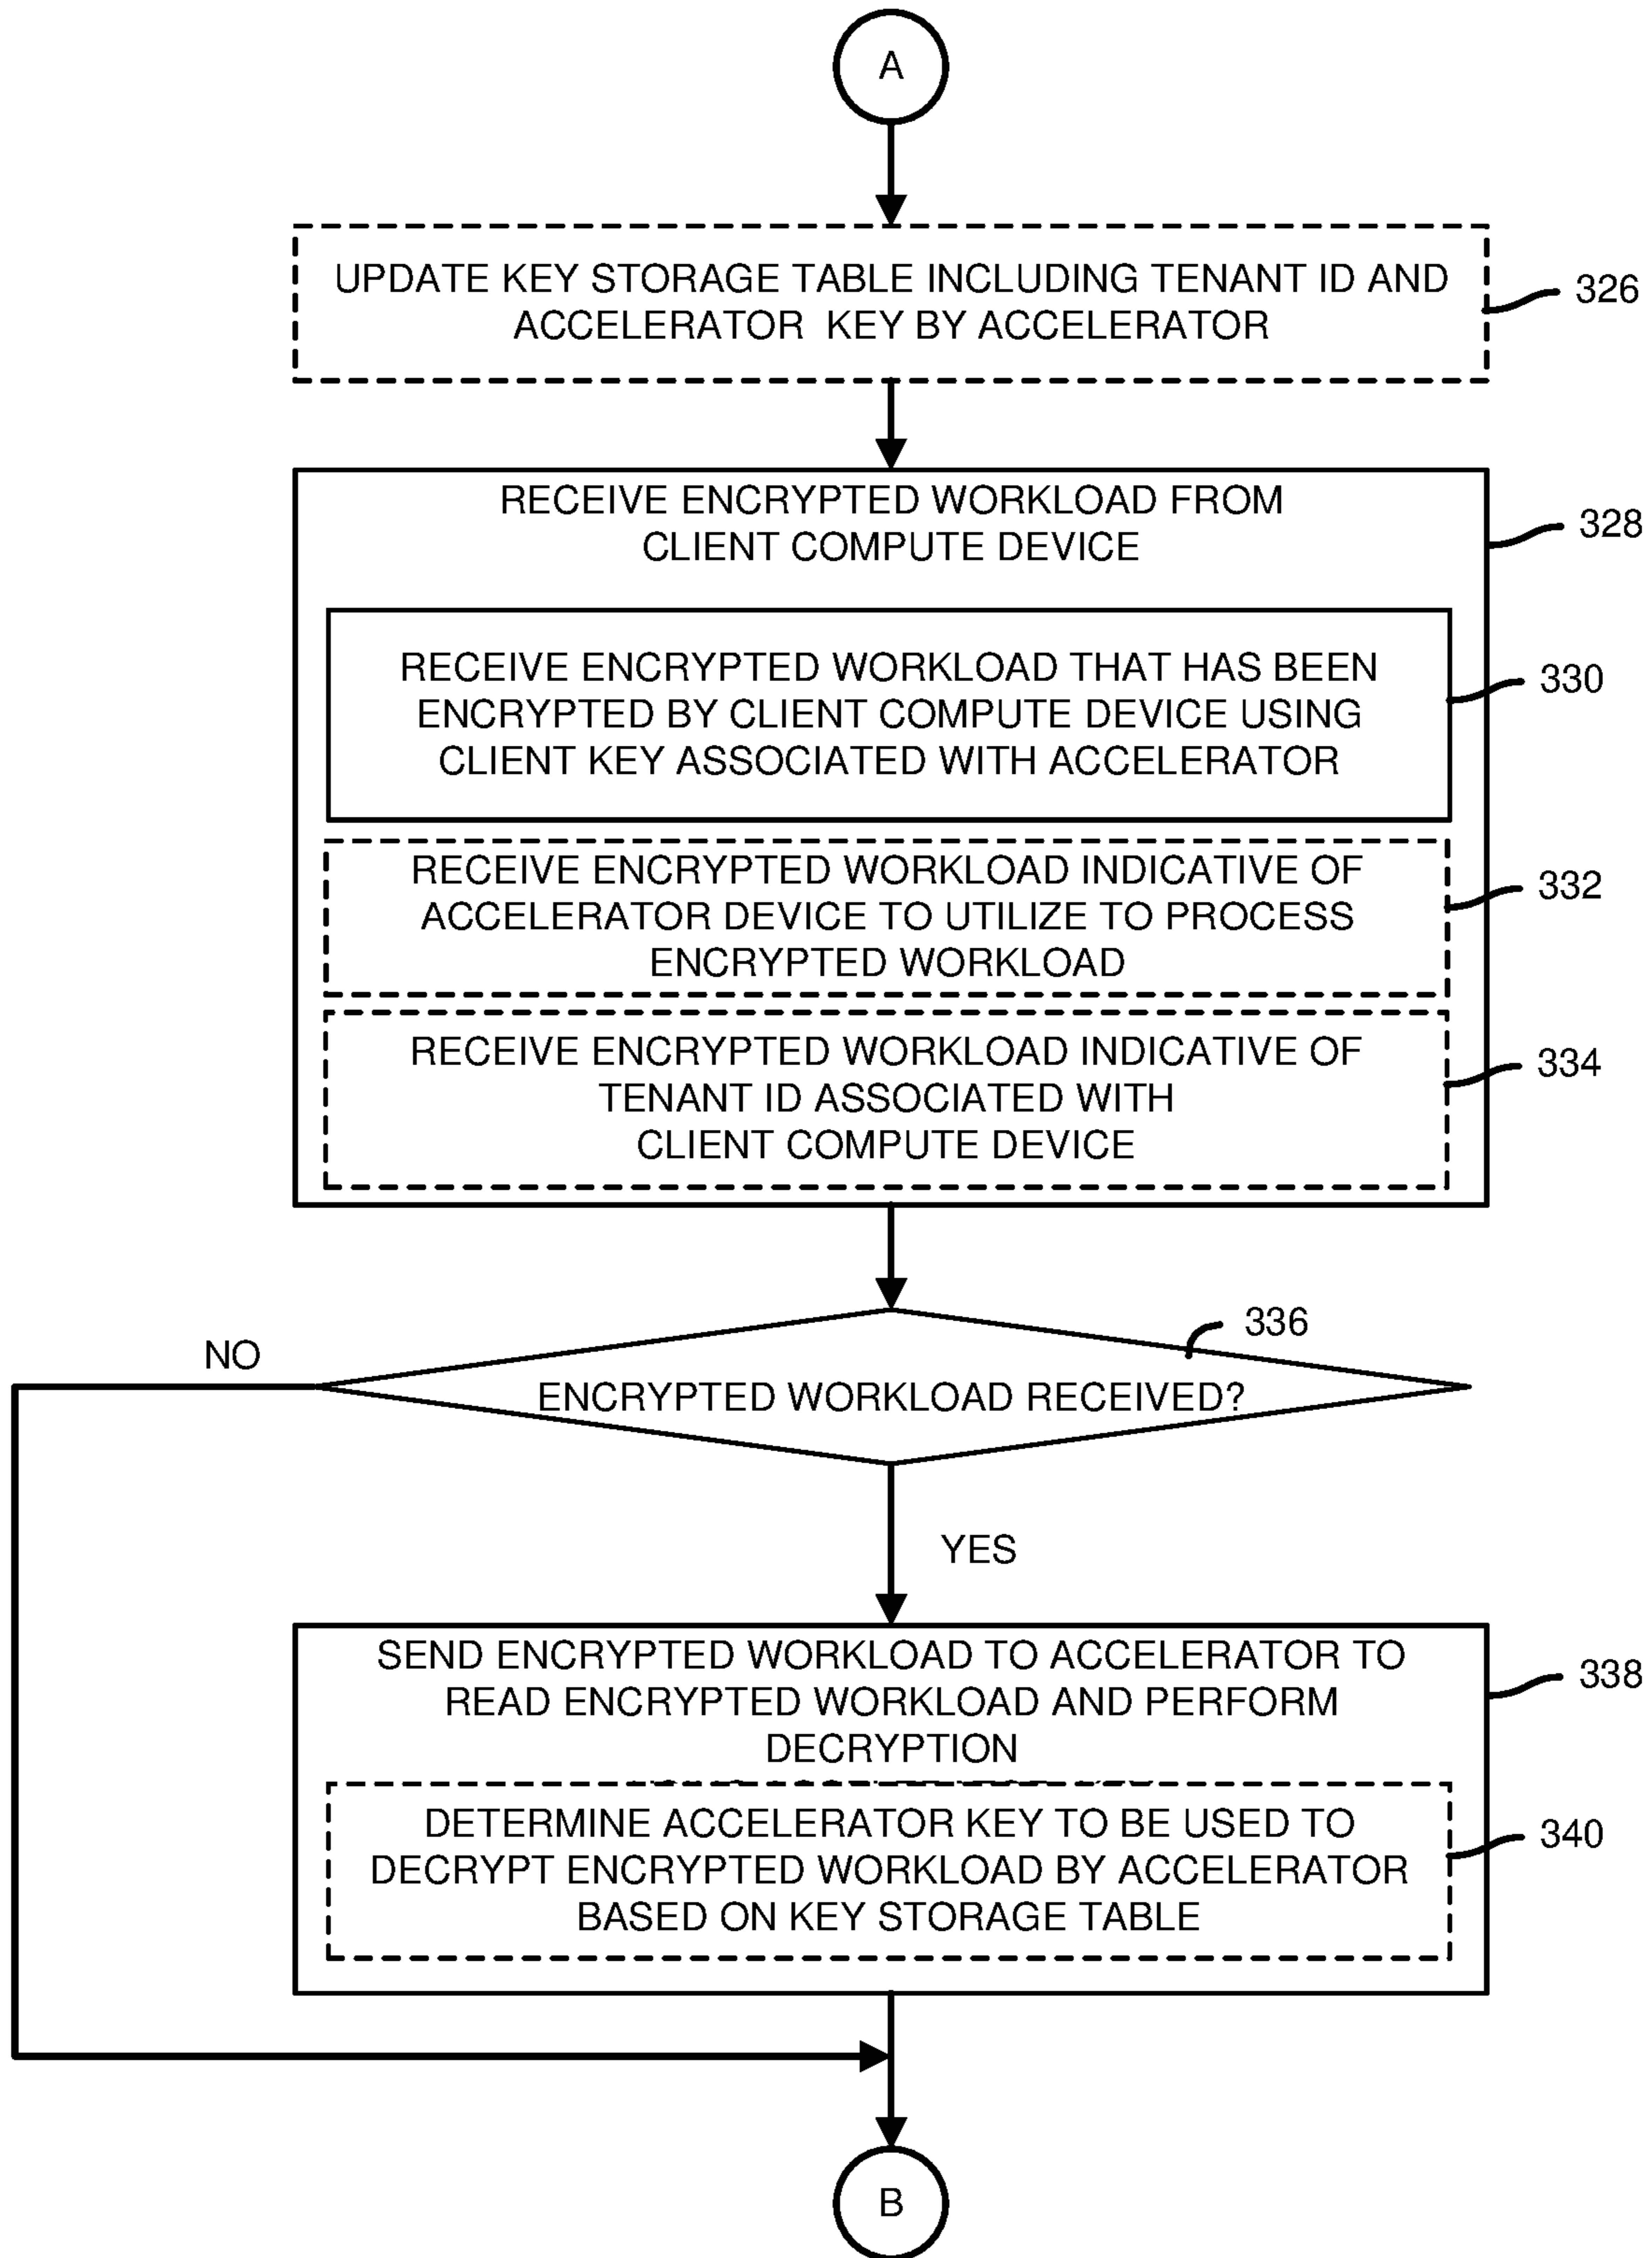 A
UPDATE KEY STORAGE TABLE INCLUDING TENANT ID AND
ACCELERATOR KEY BY ACCELERATOR
326
RECEIVE ENCRYPTED WORKLOAD FROM
CLIENT COMPUTE DEVICE
328
RECEIVE ENCRYPTED WORKLOAD THAT HAS BEEN
ENCRYPTED BY CLIENT COMPUTE DEVICE USING
CLIENT KEY ASSOCIATED WITH ACCELERATOR
330
RECEIVE ENCRYPTED WORKLOAD INDICATIVE OF
ACCELERATOR DEVICE TO UTILIZE TO PROCESS
ENCRYPTED WORKLOAD
332
RECEIVE ENCRYPTED WORKLOAD INDICATIVE OF
TENANT ID ASSOCIATED WITH
CLIENT COMPUTE DEVICE
334
336
NO
ENCRYPTED WORKLOAD RECEIVED?
YES
SEND ENCRYPTED WORKLOAD TO ACCELERATOR TO
READ ENCRYPTED WORKLOAD AND PERFORM
DECRYPTION
338
DETERMINE ACCELERATOR KEY TO BE USED TO
DECRYPT ENCRYPTED WORKLOAD BY ACCELERATOR
BASED ON KEY STORAGE TABLE
340
B